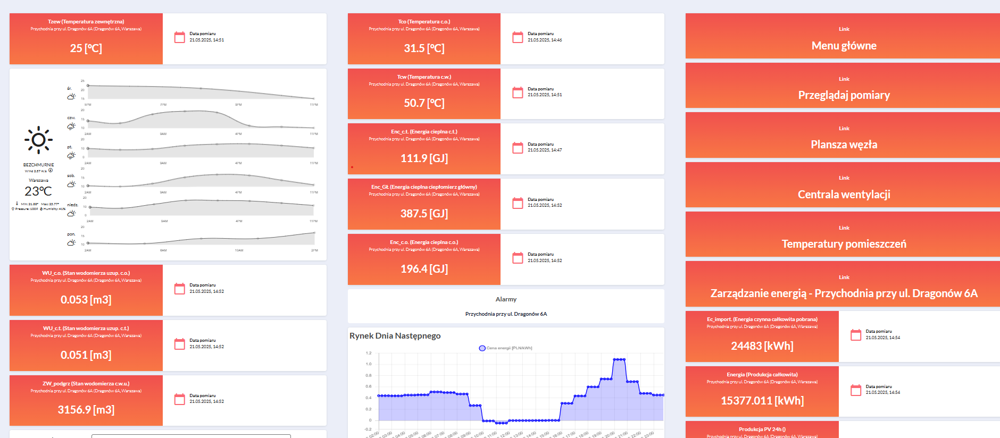 Tzew (Temperatura zewnętrzna)
Przychodnia przy ul. Dragonów 6A (Dragonów 6A, Warszawa)
25 [°C]
Data pomiaru
21.05.2025, 14:51
BEZCHMURNIE
Wind 2.57 m/s
Warszawa
23°C
Min: 21.88° Max: 23.77°
Pressure: 1009 Humidity: 41%
śr.
25
20
15
5PM 7PM 9PM 11PM
czw.
20
15
10
2AM 9AM 4PM 11PM
pt.
20
10
0
2AM 9AM 4PM 11PM
sob.
20
15
10
2AM 9AM 4PM 11PM
niedz.
20
10
0
2AM 9AM 4PM 11PM
pon.
20
15
10
2AM 6AM 10AM 2PM
WU_c.o. (Stan wodomierza uzup. c.o.)
Przychodnia przy ul. Dragonów 6A (Dragonów 6A, Warszawa)
0.053 [m3]
Data pomiaru
21.05.2025, 14:52
WU_c.t. (Stan wodomierza uzup. c.t.)
Przychodnia przy ul. Dragonów 6A (Dragonów 6A, Warszawa)
0.051 [m3]
Data pomiaru
21.05.2025, 14:52
ZW_podgrz (Stan wodomierza c.w.u.)
Przychodnia przy ul. Dragonów 6A (Dragonów 6A, Warszawa)
3156.9 [m3]
Data pomiaru
21.05.2025, 14:52
Tco (Temperatura c.o.)
Przychodnia przy ul. Dragonów 6A (Dragonów 6A, Warszawa)
31.5 [°C]
Data pomiaru
21.05.2025, 14:46
Tcw (Temperatura c.w.)
Przychodnia przy ul. Dragonów 6A (Dragonów 6A, Warszawa)
50.7 [°C]
Data pomiaru
21.05.2025, 14:51
Enc_c.t. (Energia cieplna c.t.)
Przychodnia przy ul. Dragonów 6A (Dragonów 6A, Warszawa)
111.9 [GJ]
Data pomiaru
21.05.2025, 14:47
Enc_GŁ (Energia cieplna ciepłomierz główny)
Przychodnia przy ul. Dragonów 6A (Dragonów 6A, Warszawa)
387.5 [GJ]
Data pomiaru
21.05.2025, 14:52
Enc_c.o. (Energia cieplna c.o.)
Przychodnia przy ul. Dragonów 6A (Dragonów 6A, Warszawa)
196.4 [GJ]
Data pomiaru
21.05.2025, 14:52
Alarmy
Przychodnia przy ul. Dragonów 6A
Rynek Dnia Następnego
Cena energii [PLN/kWh]
1.2
1.0
0.8
0.6
0.4
0.2
0
-0.2
02:00 03:00 04:00 05:00 06:00 07:00 08:00 09:00 10:00 11:00 12:00 13:00 14:00 15:00 16:00 17:00 18:00 19:00 20:00 21:00 22:00 23:00
Link
Menu główne
Link
Przeglądaj pomiary
Link
Plansza węzła
Link
Centrala wentylacji
Link
Temperatury pomieszczeń
Link
Zarządzanie energią - Przychodnia przy ul. Dragonów 6A
Ec_import. (Energia czynna całkowita pobrana)
Przychodnia przy ul. Dragonów 6A (Dragonów 6A, Warszawa)
24483 [kWh]
Data pomiaru
21.05.2025, 14:54
Energia (Produkcja całkowita)
Przychodnia przy ul. Dragonów 6A (Dragonów 6A, Warszawa)
15377.011 [kWh]
Data pomiaru
21.05.2025, 14:54
Produkcja PV 24h ()
Przychodnia przy ul. Dragonów 6A (Dragonów 6A, Warszawa)